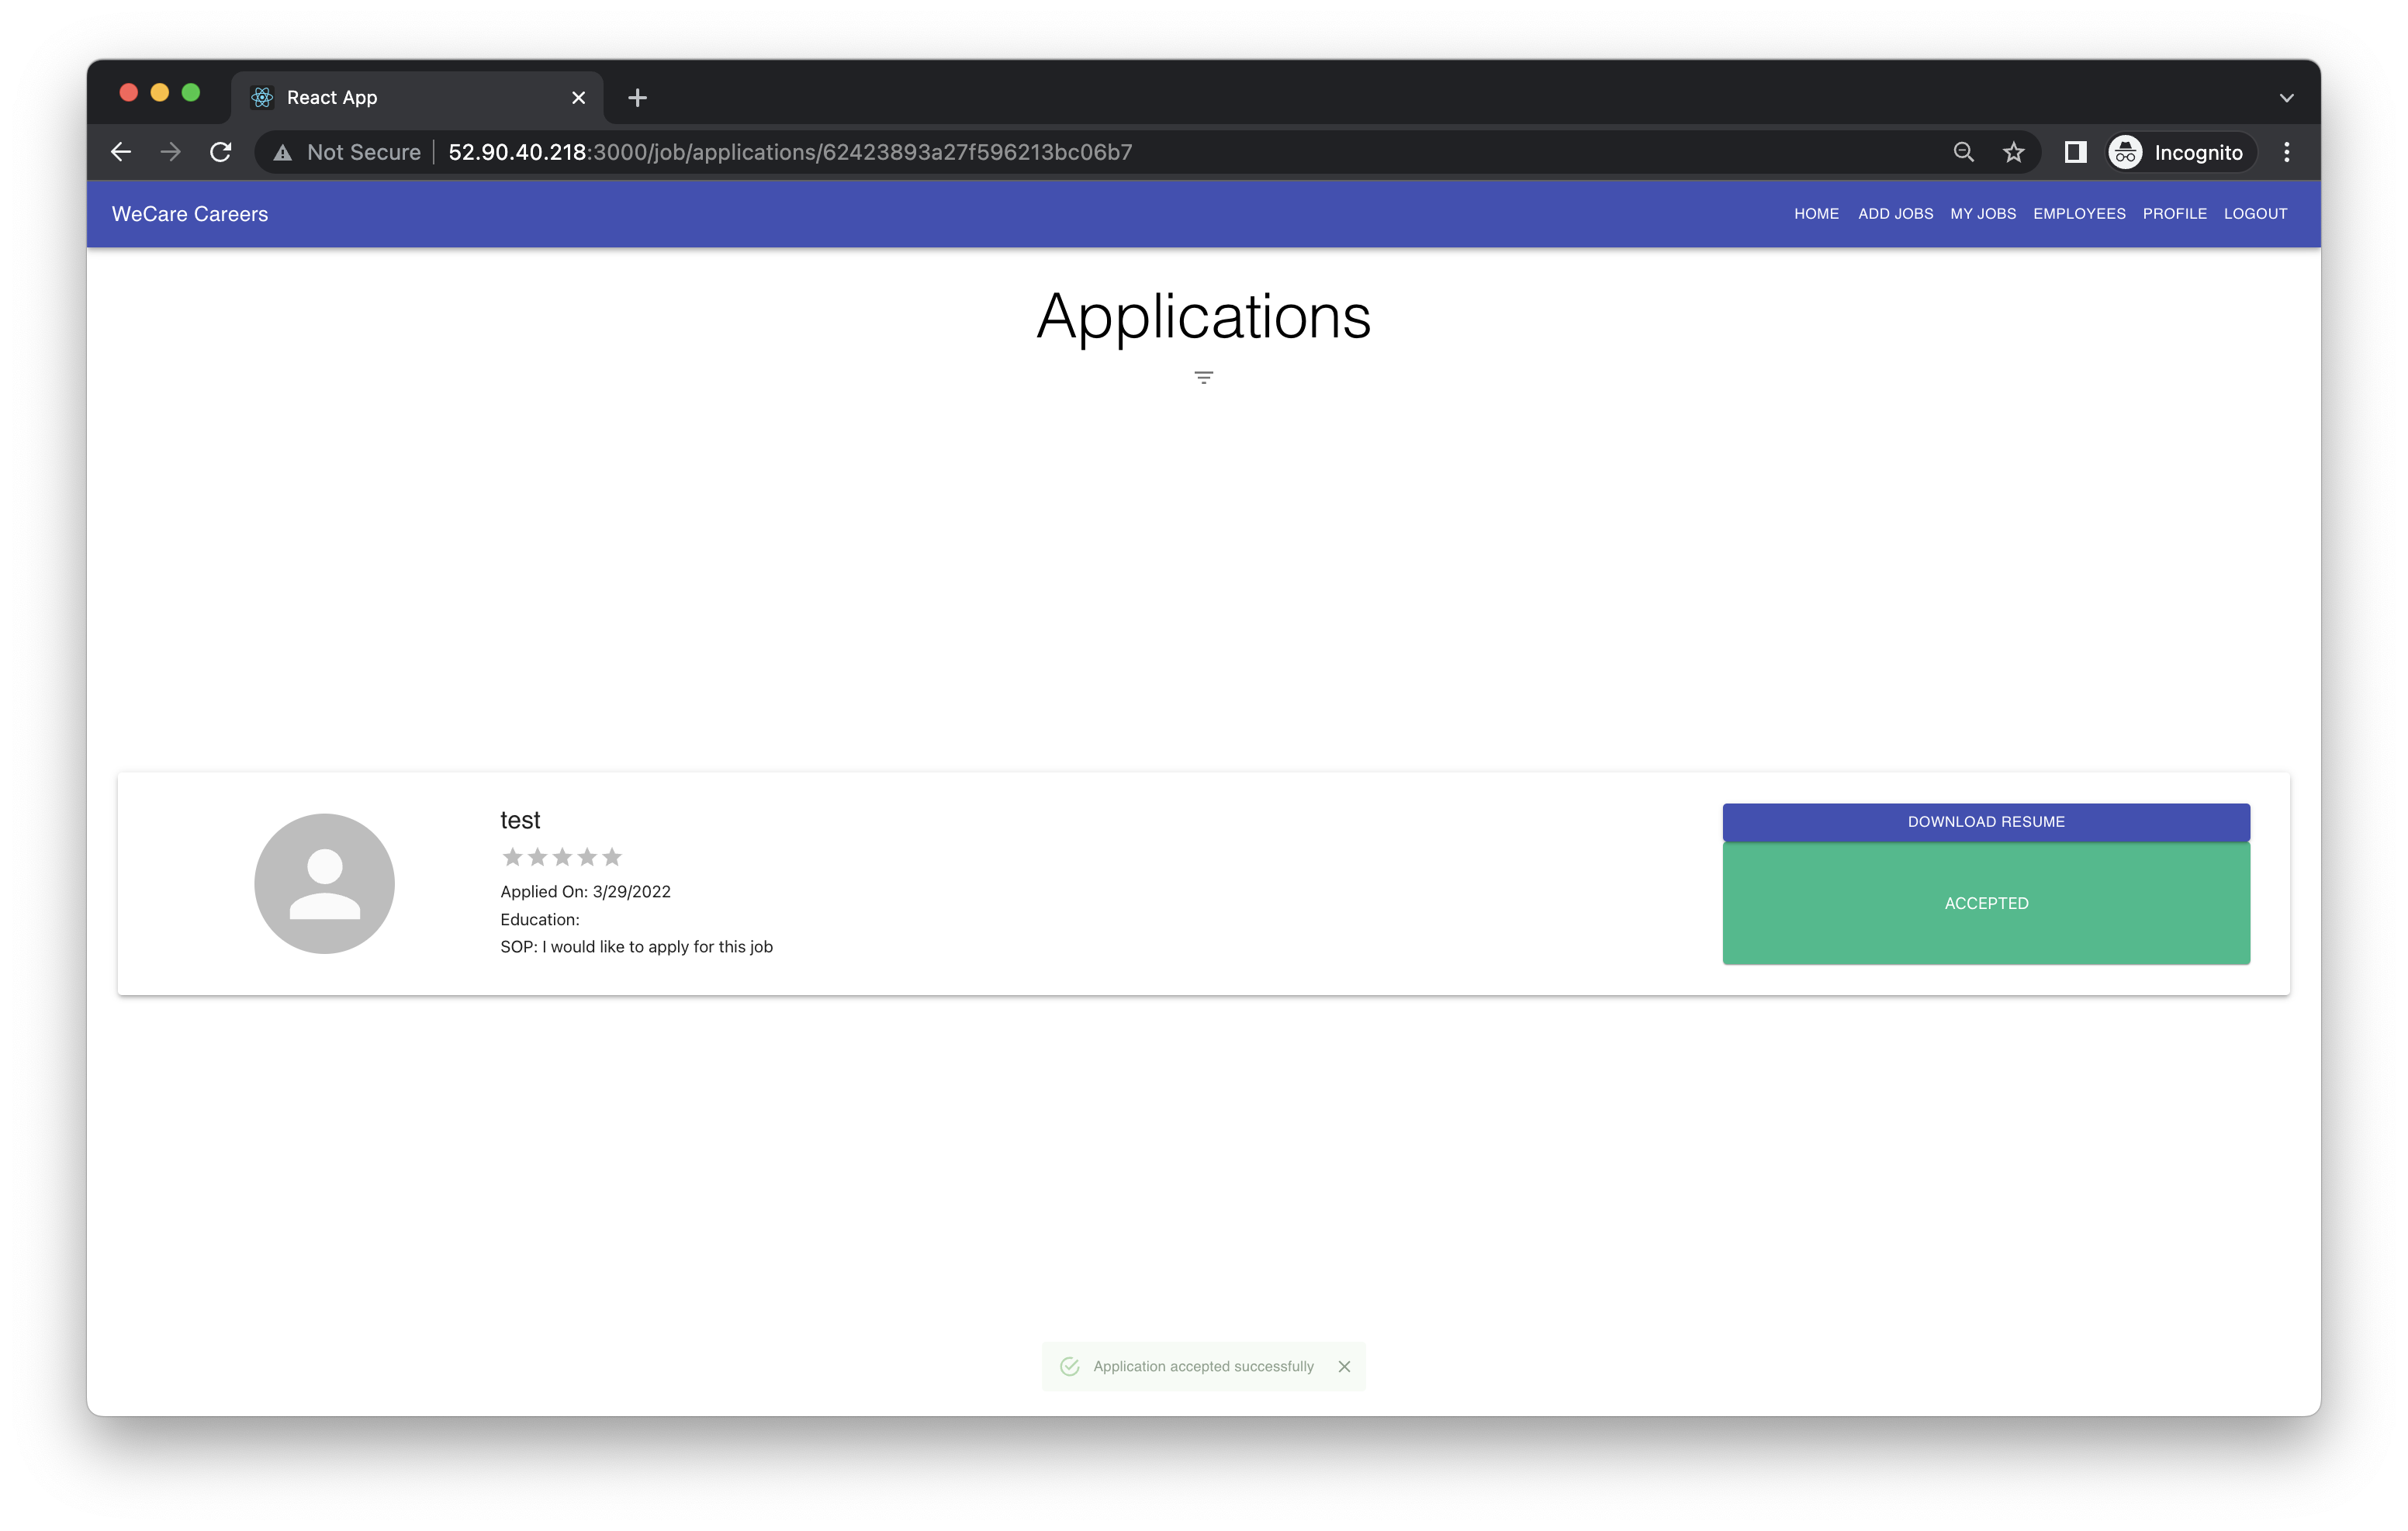 React App
Not Secure 52.90.40.218:3000/job/applications/62423893a27f596213bc06b7 Incognito
WeCare Careers HOME ADD JOBS MY JOBS EMPLOYEES PROFILE LOGOUT
Applications
test
Applied On: 3/29/2022
Education:
SOP: I would like to apply for this job
DOWNLOAD RESUME
ACCEPTED
Application accepted successfully